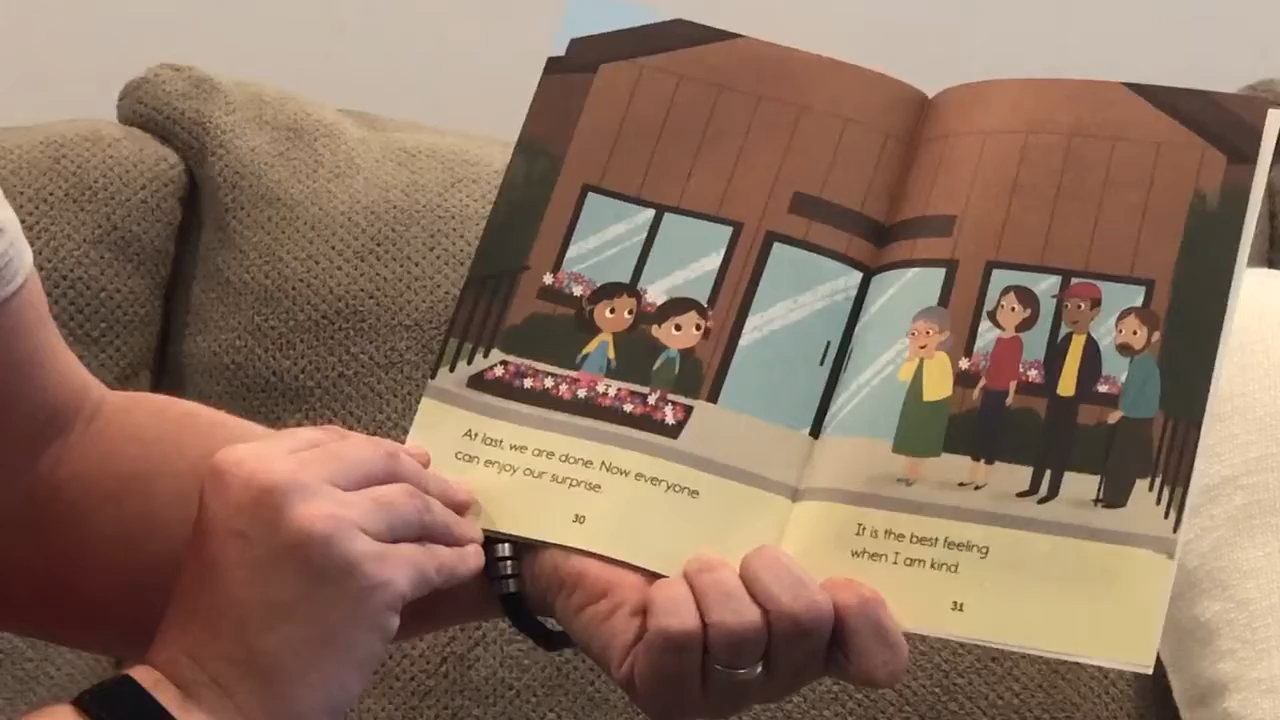 At last, we are done. Now everyone
can enjoy our surprise.
30
It is the best feeling
when I am kind.
31